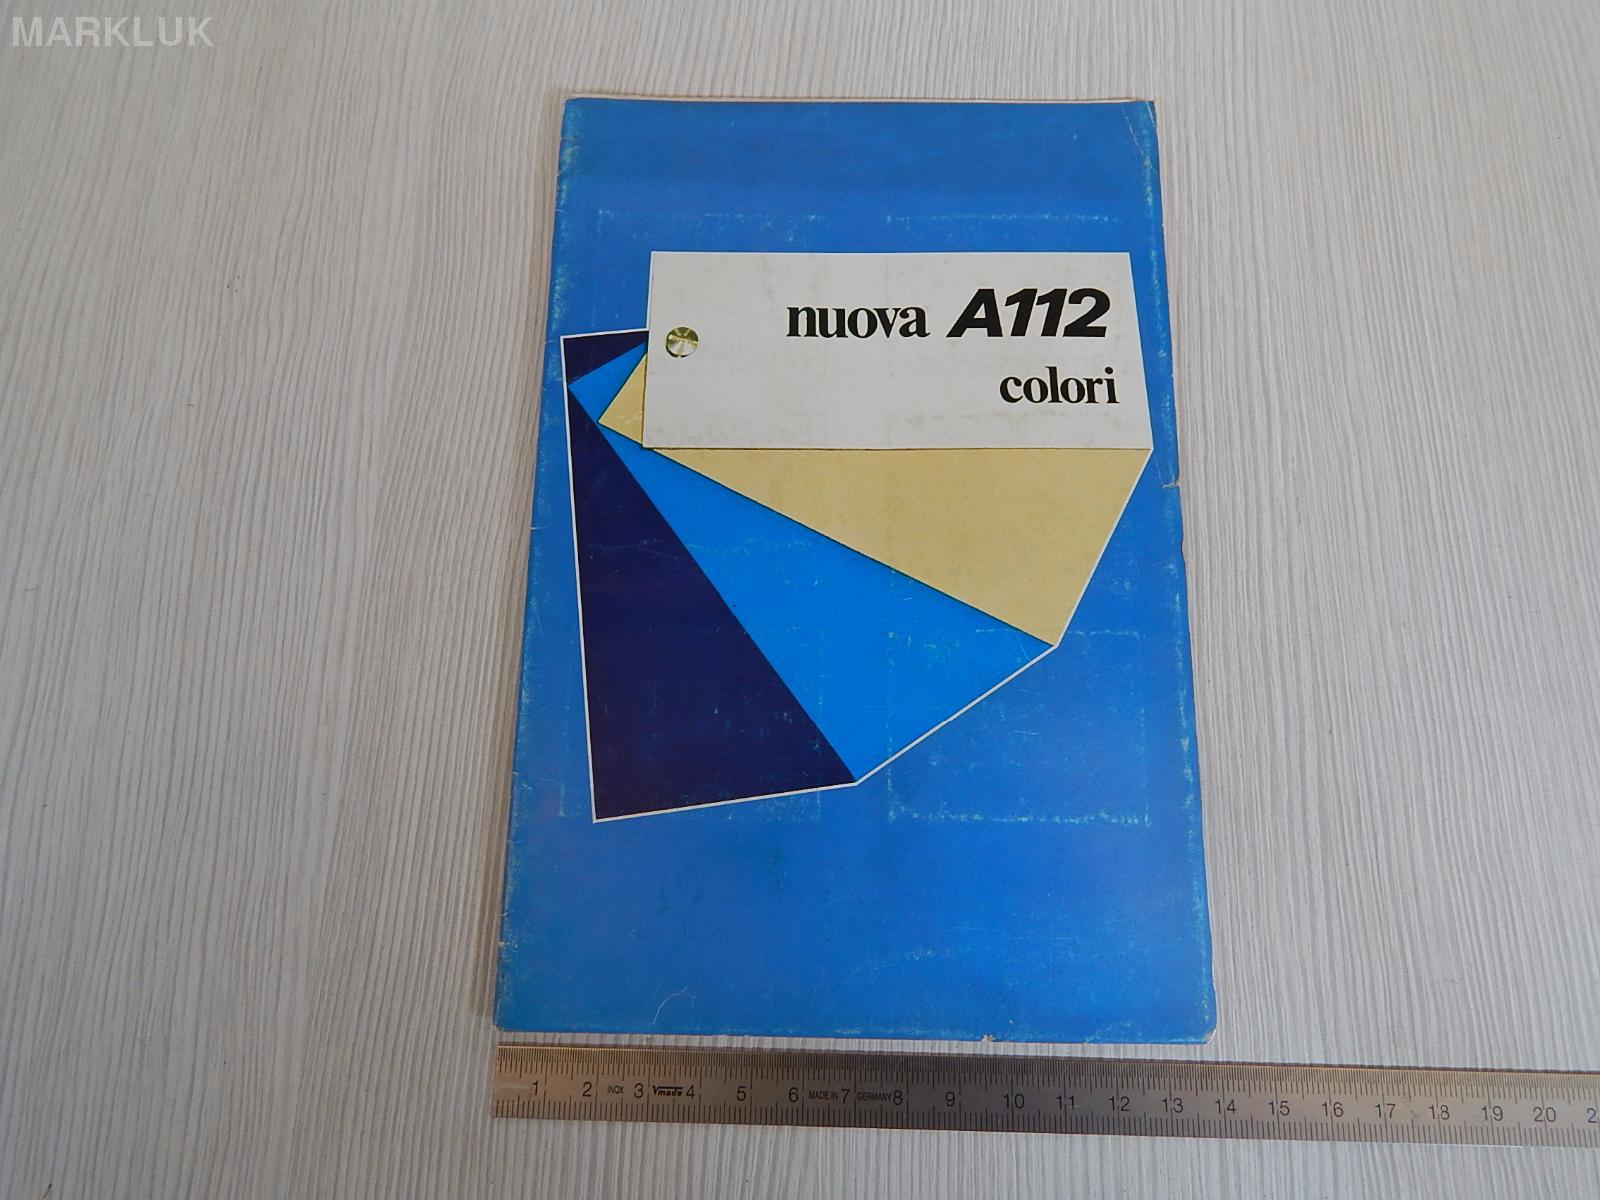 MARKLUK
nuova A112
colori
1 2 INOX 3 Vmade 4 5 6 MADE IN 7 GERMANY 8 9 10 11 12 13 14 15 16 17 18 19 20